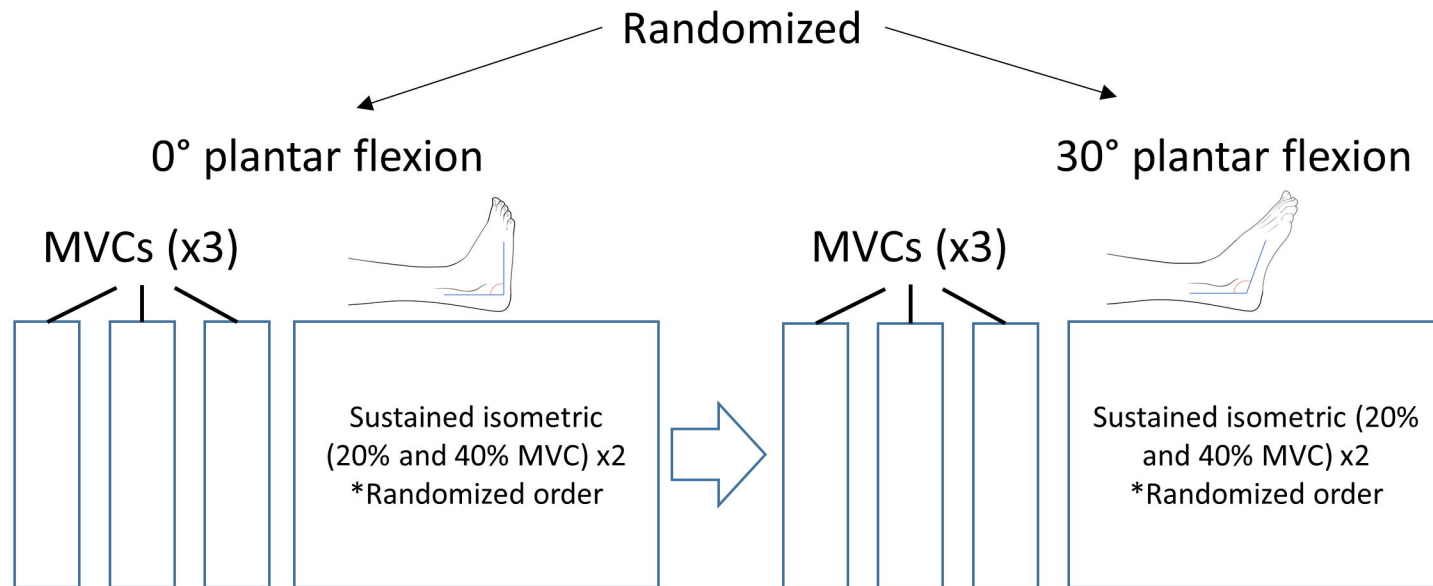 Randomized
0° plantar flexion
MVCs (x3)
Sustained isometric
(20% and 40% MVC) x2
*Randomized order
30° plantar flexion
MVCs (x3)
Sustained isometric (20%
and 40% MVC) x2
*Randomized order